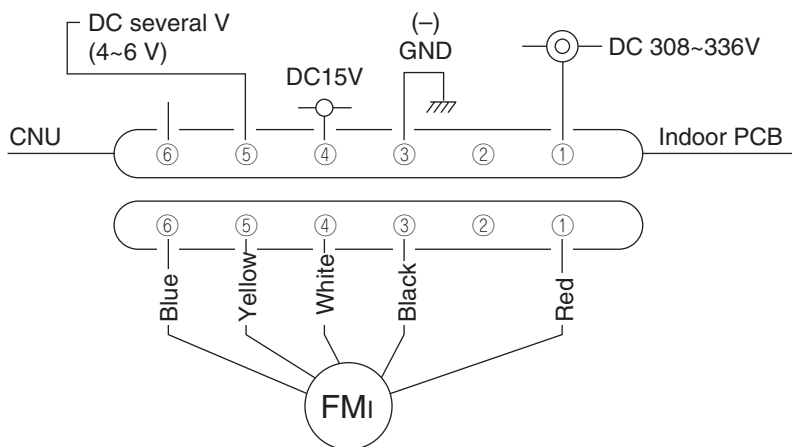 DC several V
(4~6 V)
DC15V
(–)
GND
DC 308~336V
CNU
⑥ ⑤ ④ ③ ② ①
Indoor PCB
⑥ ⑤ ④ ③ ② ①
Blue
Yellow
White
Black
Red
FMI